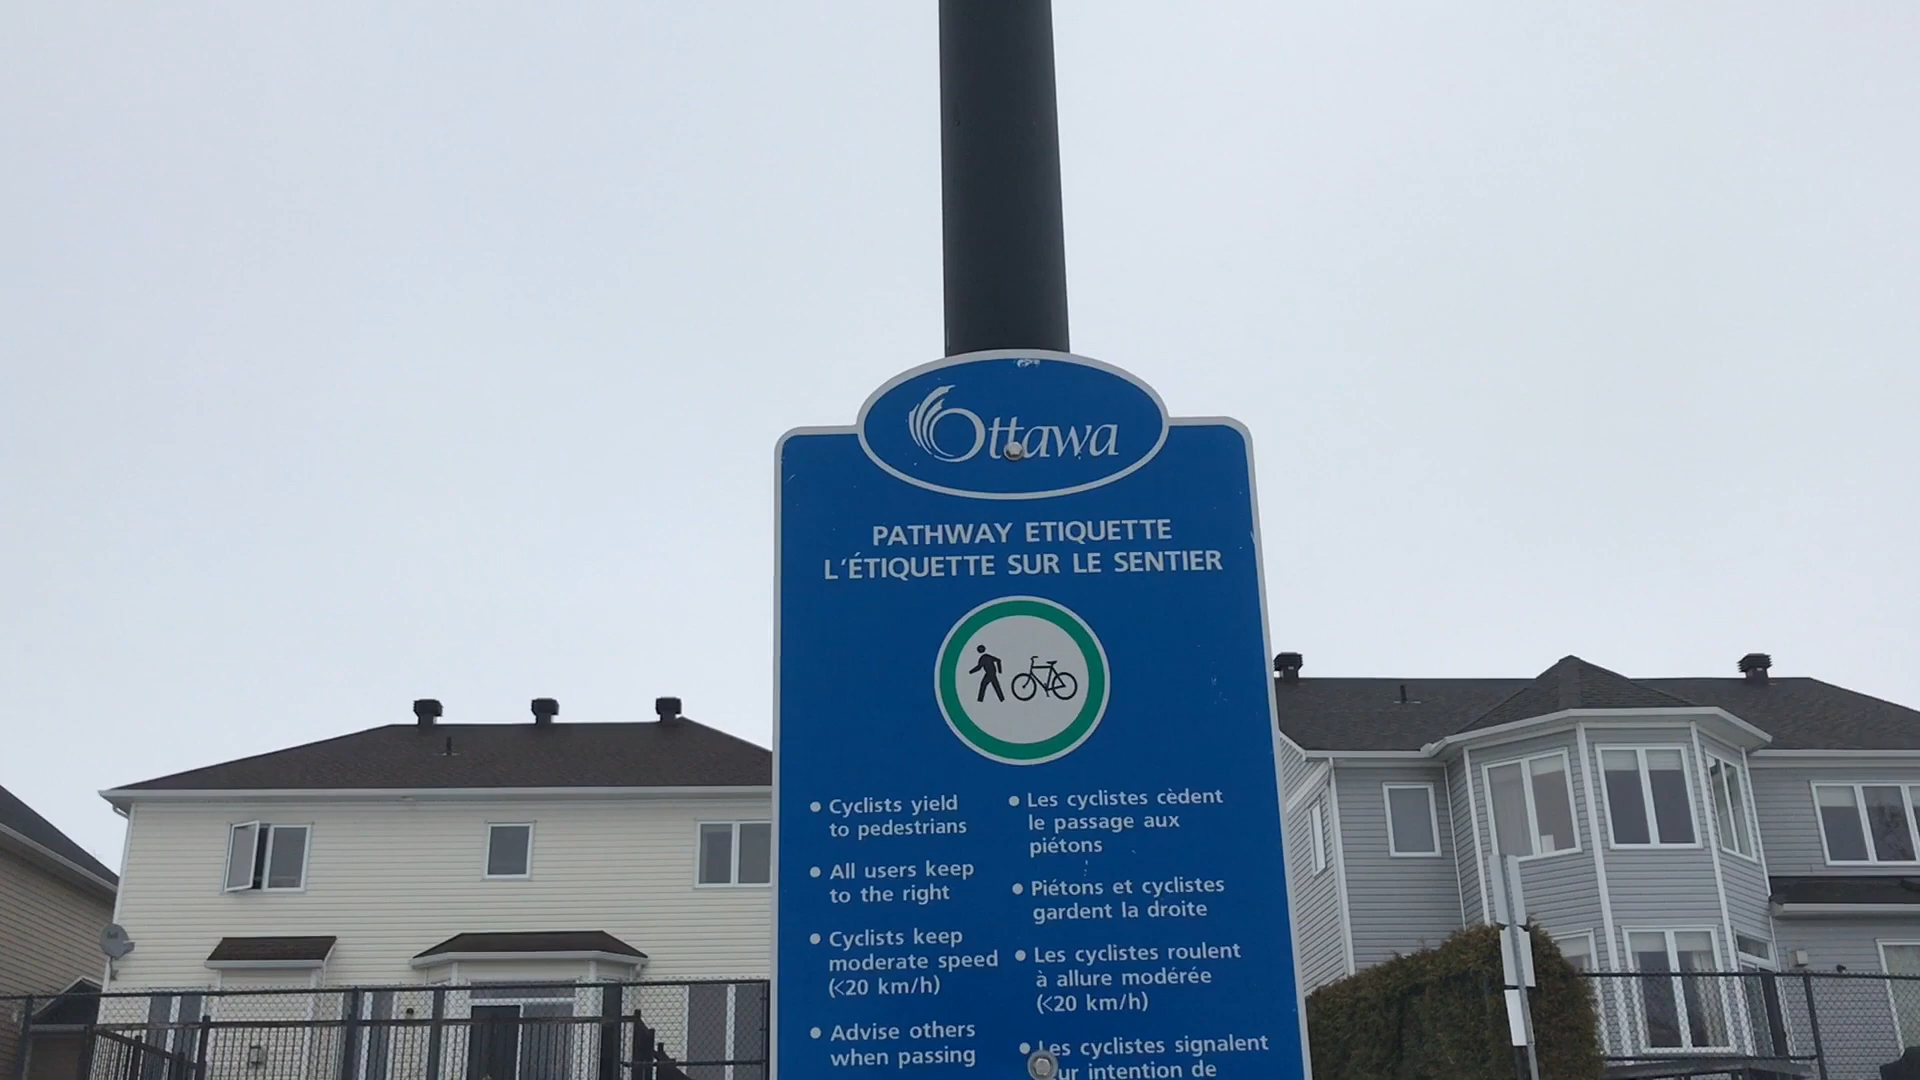 Ottawa
PATHWAY ETIQUETTE
L'ÉTIQUETTE SUR LE SENTIER
• Cyclists yield
to pedestrians
• All users keep
to the right
• Cyclists keep
moderate speed
(<20 km/h)
• Advise others
when passing
• Les cyclistes cèdent
le passage aux
piétons
• Piétons et cyclistes
gardent la droite
• Les cyclistes roulent
à allure modérée
(<20 km/h)
• Les cyclistes signalent
intention de